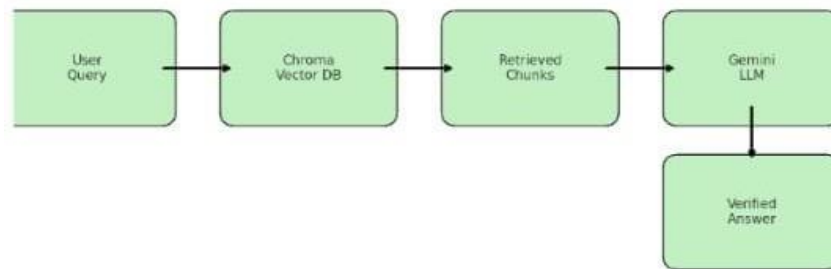 User
Query
Chroma
Vector DB
Retrieved
Chunks
Gemini
LLM
Verified
Answer